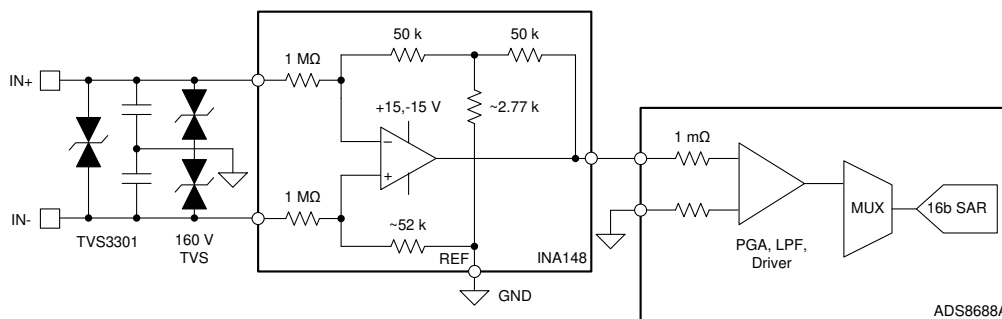 50 k
50 k
1 MΩ
IN+
+15,-15 V
~2.77 k
1 mΩ
−
+
1 MΩ
MUX
16b SAR
IN-
~52 k
TVS3301
160 V
TVS
REF
INA148
PGA, LPF,
Driver
GND
ADS8688A